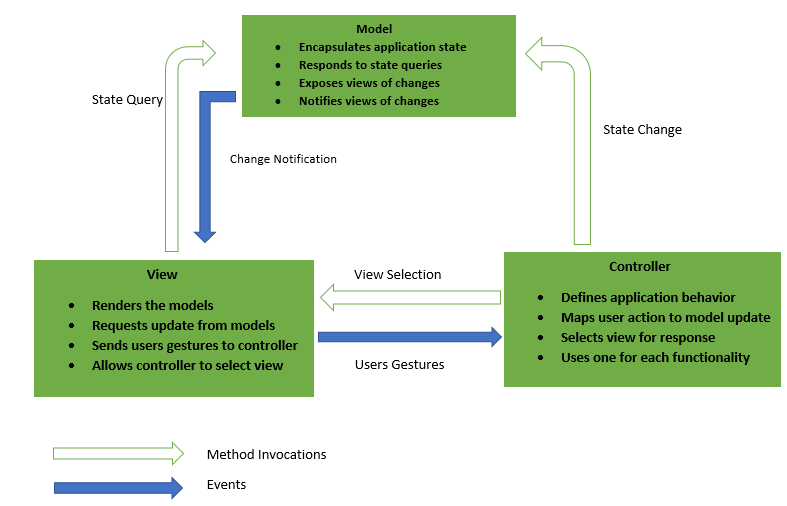 Model
• Encapsulates application state
• Responds to state queries
• Exposes views of changes
• Notifies views of changes
State Query
State Change
Change Notification
View
• Renders the models
• Requests update from models
• Sends users gestures to controller
• Allows controller to select view
View Selection
Users Gestures
Controller
• Defines application behavior
• Maps user action to model update
• Selects view for response
• Uses one for each functionality
Method Invocations
Events